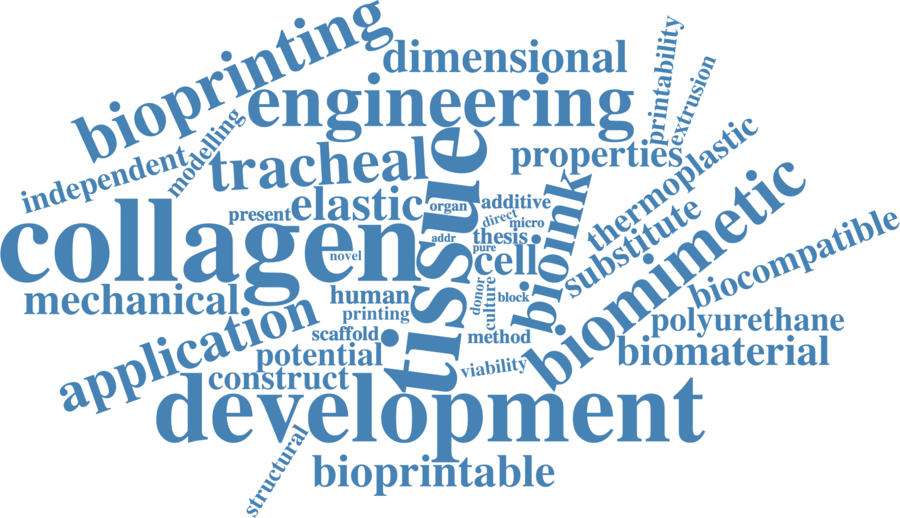 bioprinting
dimensional
printability
extrusion
engineering
modelling
independent
tracheal
properties
thermoplastic
tissue
elastic
organ
additive
present
direct
micro
collagen
addr
thesis
novel
pure
cell
bioink
substitute
biomimetic
biocompatible
mechanical
human
donor
culture
block
printing
application
scaffold
method
polyurethane
potential
viability
biomaterial
construct
development
structural
bioprintable